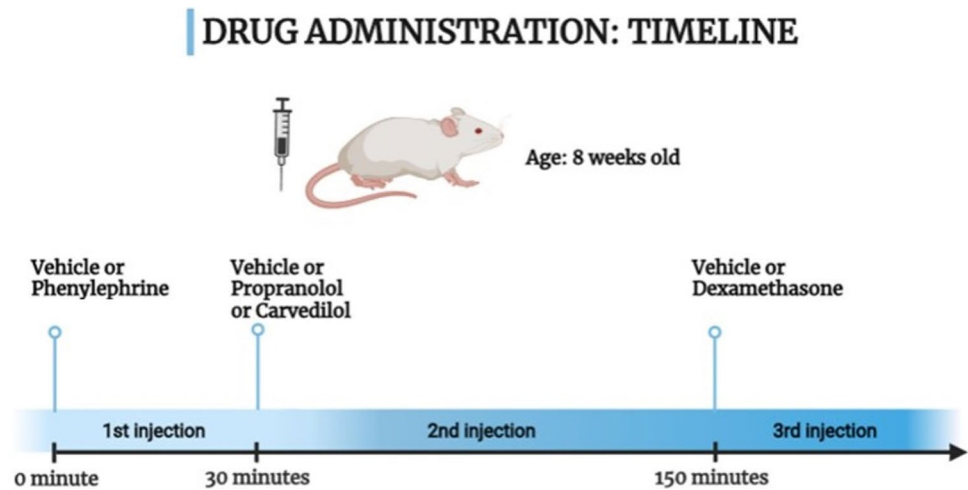 DRUG ADMINISTRATION: TIMELINE
Age: 8 weeks old
Vehicle or
Phenylephrine
Vehicle or
Propranolol
or Carvedilol
Vehicle or
Dexamethasone
1st injection
2nd injection
3rd injection
0 minute
30 minutes
150 minutes